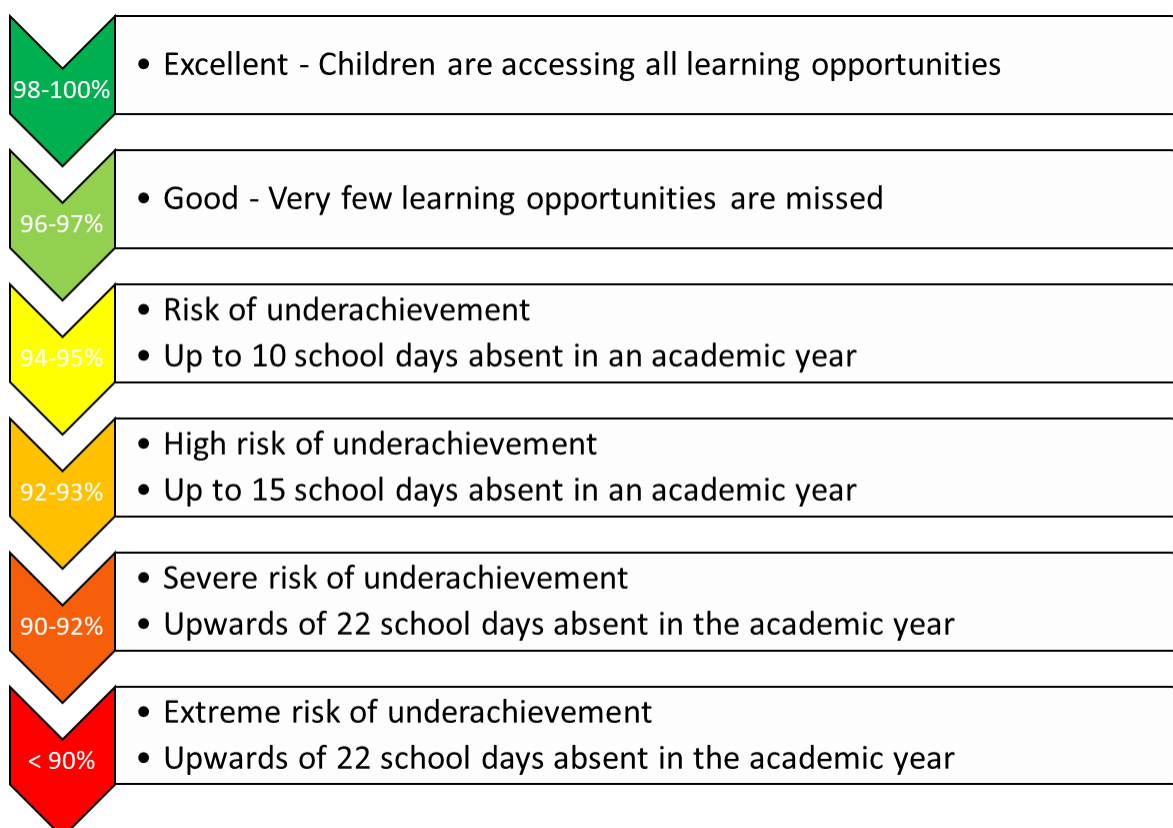 98-100%
• Excellent - Children are accessing all learning opportunities
96-97%
• Good - Very few learning opportunities are missed
94-95%
• Risk of underachievement
• Up to 10 school days absent in an academic year
92-93%
• High risk of underachievement
• Up to 15 school days absent in an academic year
90-92%
• Severe risk of underachievement
• Upwards of 22 school days absent in the academic year
< 90%
• Extreme risk of underachievement
• Upwards of 22 school days absent in the academic year